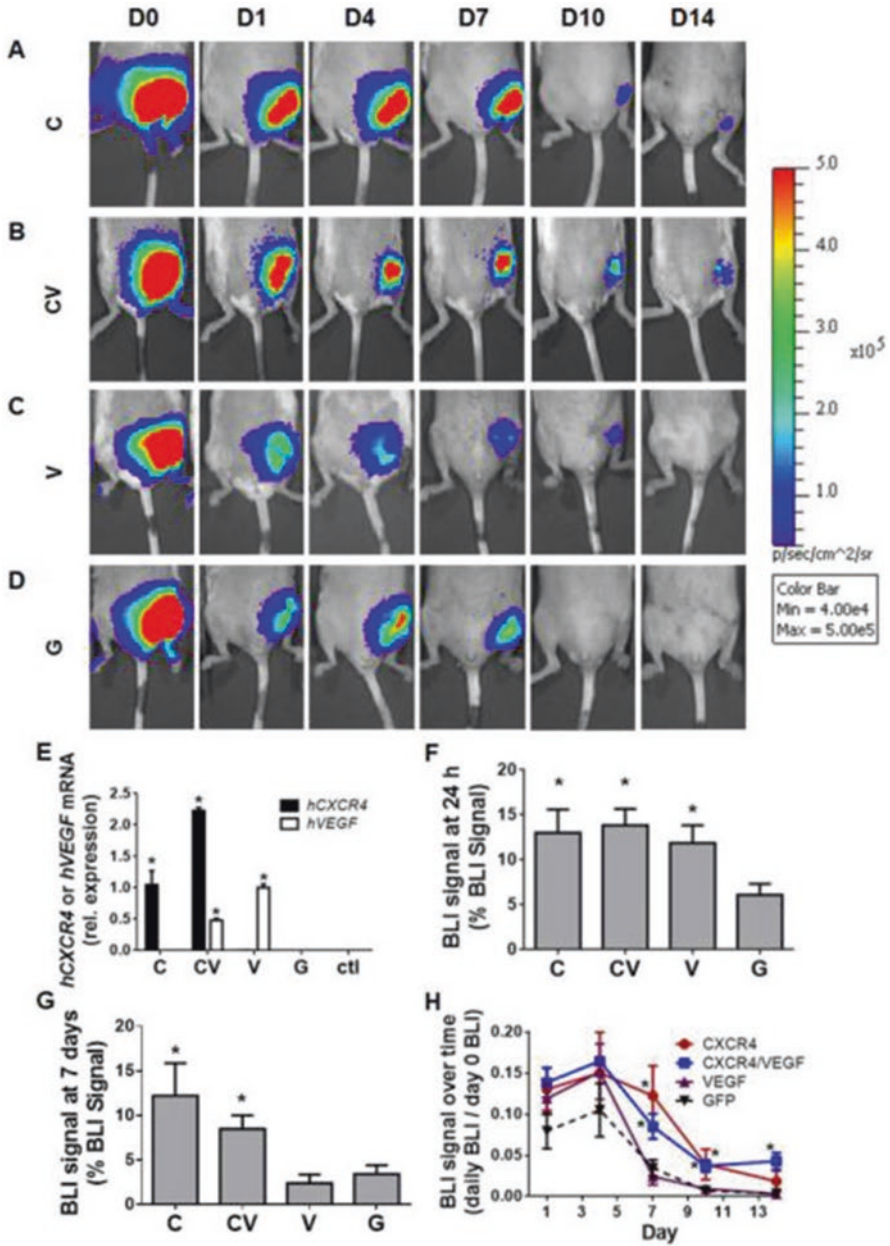 D0 D1 D4 D7 D10 D14
A
C
B
CV
C
V
D
G
5.0
4.0
3.0
x10^5
2.0
1.0
p/sec/cm^2/sr
Color Bar
Min = 4.00e4
Max = 5.00e5
E
hCXCR4 or hVEGF mRNA
(rel. expression)
2.5
2.0
1.5
1.0
0.5
0.0
* * * *
hCXCR4
hVEGF
C CV V G ctl
F
BLI signal at 24 h
(% BLI Signal)
20
15
10
5
0
* * *
C CV V G
G
BLI signal at 7 days
(% BLI Signal)
20
15
10
5
0
* *
C CV V G
H
BLI signal over time
(daily BLI / day 0 BLI)
0.20
0.15
0.10
0.05
0.00
CXCR4
CXCR4/VEGF
VEGF
GFP
* * * * *
1 3 5 7 9 11 13
Day